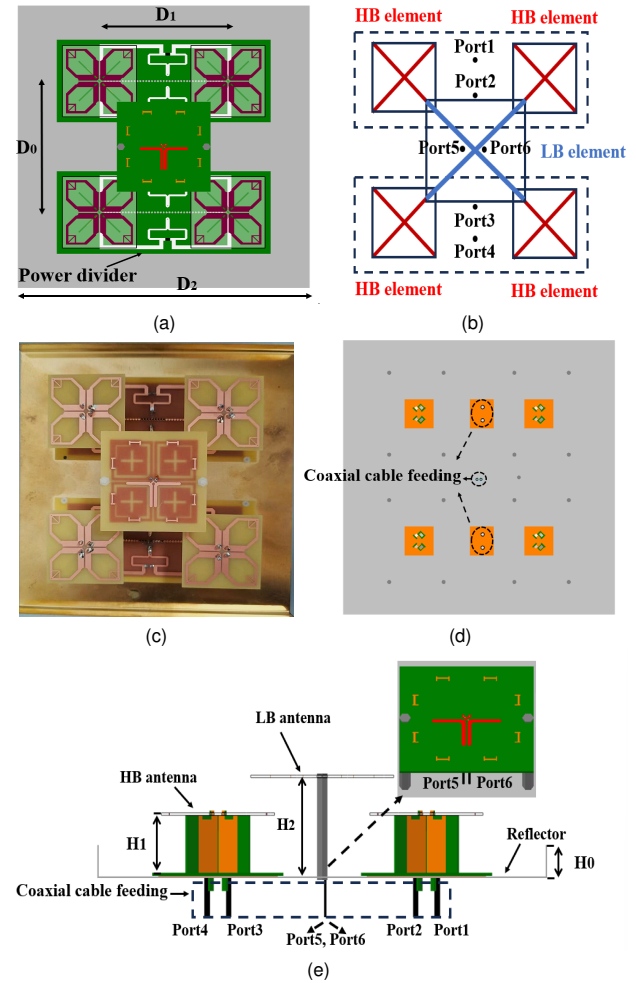 D1
D0
Power divider
D2
(a)
HB element
HB element
Port1
Port2
Port5
Port6
LB element
Port3
Port4
HB element
HB element
(b)
(c)
Coaxial cable feeding
(d)
LB antenna
HB antenna
H1
H2
Port5
Port6
Reflector
H0
Coaxial cable feeding
Port4
Port3
Port5, Port6
Port2
Port1
(e)